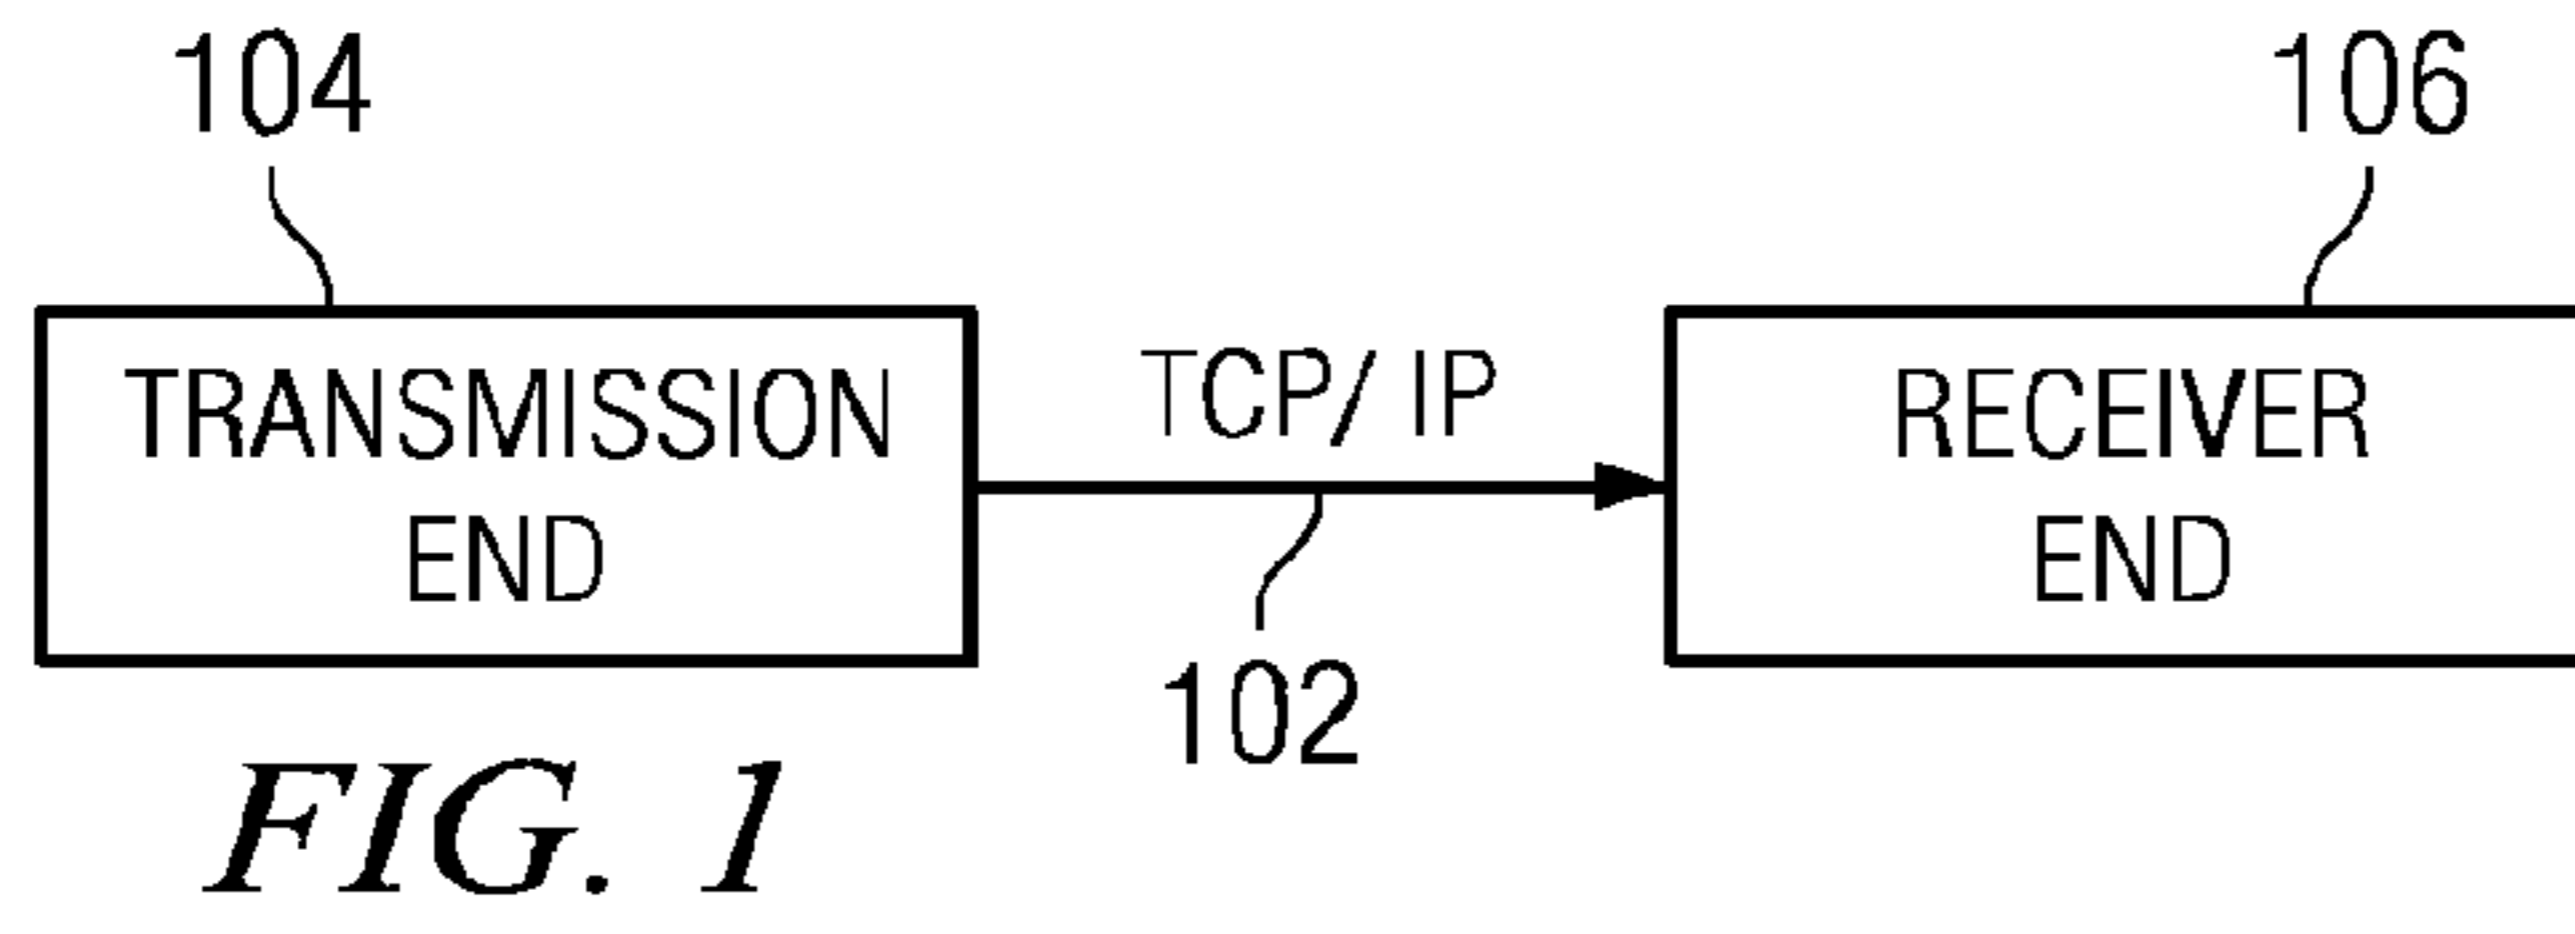 104
106
TRANSMISSION
END
TCP/ IP
RECEIVER
END
102
FIG. 1